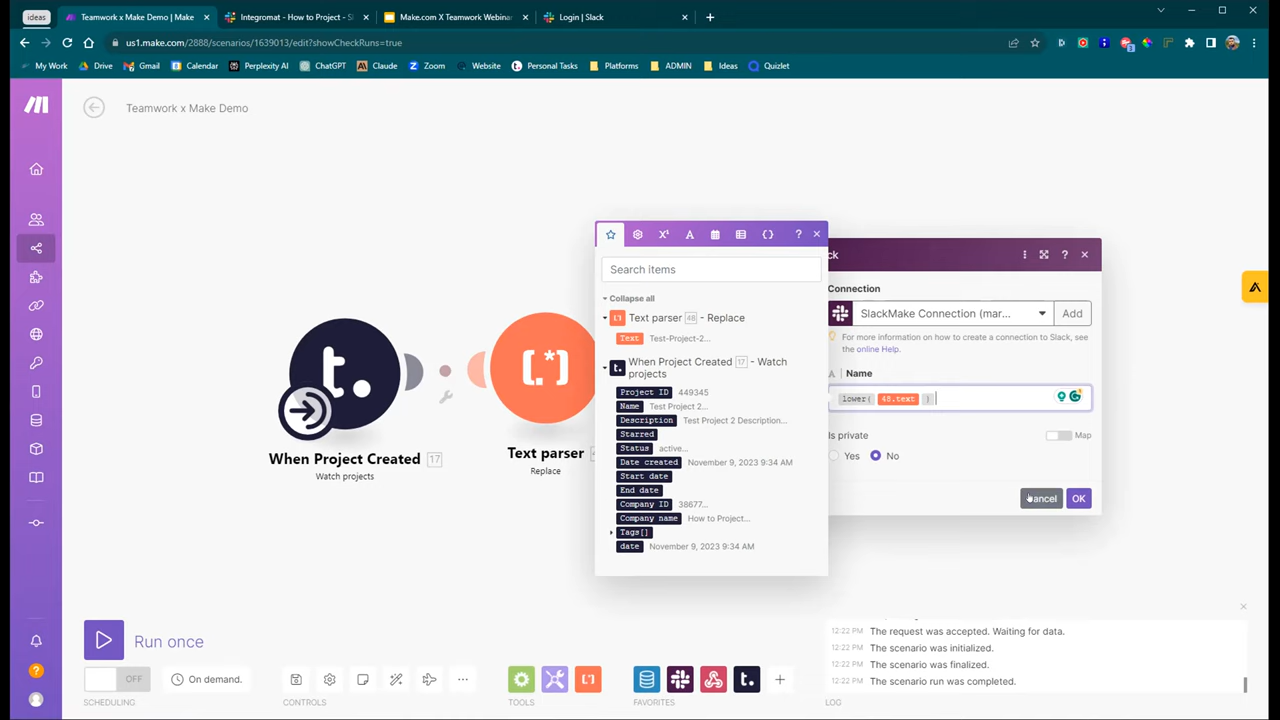 ideas
Teamwork x Make Demo | Make
Integromat - How to Project - S
Make.com X Teamwork Webinar
Login | Slack
us1.make.com/2888/scenarios/1639013/edit?showCheckRuns=true
My Work
Drive
Gmail
Calendar
Perplexity AI
ChatGPT
Claude
Zoom
Website
Personal Tasks
Platforms
ADMIN
Ideas
Quizlet
Teamwork x Make Demo
Search items
Collapse all
Text parser 48 - Replace
Text Test-Project-2...
When Project Created 17 - Watch
projects
Project ID 449345
Name Test Project 2...
Description Test Project 2 Description...
Starred
Status active...
Date created November 9, 2023 9:34 AM
Start date
End date
Company ID 38677...
Company name How to Project...
Tags[]
date November 9, 2023 9:34 AM
ck
Connection
SlackMake Connection (mar...
Add
For more information on how to create a connection to Slack, see
the online Help.
A Name
lower( 48.text )
Is private
Map
Yes No
Cancel OK
When Project Created 17
Watch projects
Text parser
Replace
Run once
OFF
On demand.
SCHEDULING
CONTROLS
TOOLS
FAVORITES
LOG
12:22 PM The request was accepted. Waiting for data.
12:22 PM The scenario was initialized.
12:22 PM The scenario was finalized.
12:22 PM The scenario run was completed.